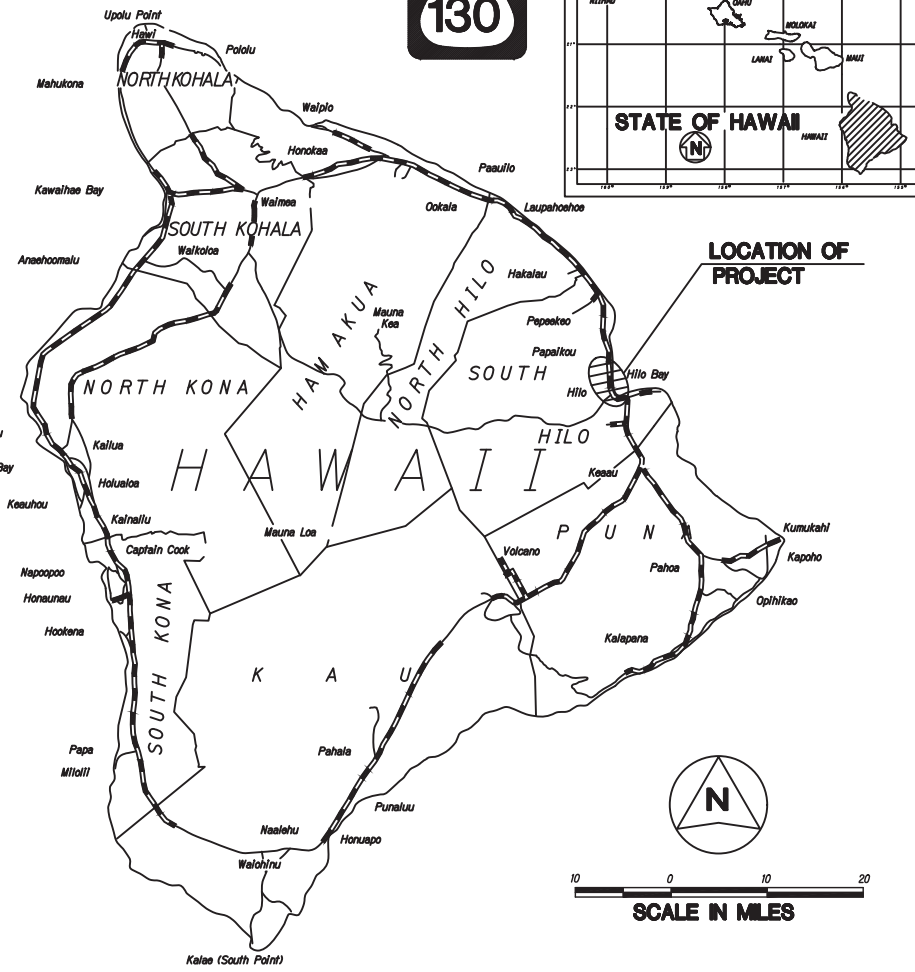 130
NIIHAU
OAHU
MOLOKAI
LANAI
MAUI
HAWAII
STATE OF HAWAII
N
Upolu Point
Hawi
Pololu
Mahukona
NORTH KOHALA
Waipio
Honokaa
Paauilo
Kawaihae Bay
Waimea
Ookala
Laupahoehoe
SOUTH KOHALA
Waikoloa
Anaehoomalu
LOCATION OF
PROJECT
Hakalau
HAMAKUA
Mauna
Kea
NORTH HILO
Pepeekeo
Papaikou
SOUTH
HILO
Hilo Bay
Hilo
NORTH KONA
Kailua
HAWAII
Bay
Holualoa
Keaau
Keauhou
Kainaliu
Mauna Loa
PUN
Kumukahi
Captain Cook
Volcano
Kapoho
Napoopoo
Pahoa
Honaunau
Opihikao
Hookena
SOUTH KONA
Kalapana
KAU
Papa
Pahala
Milolii
N
Punaluu
Naalehu
Honuapo
Waiohinu
10 0 10 20
SCALE IN MILES
Kalae (South Point)